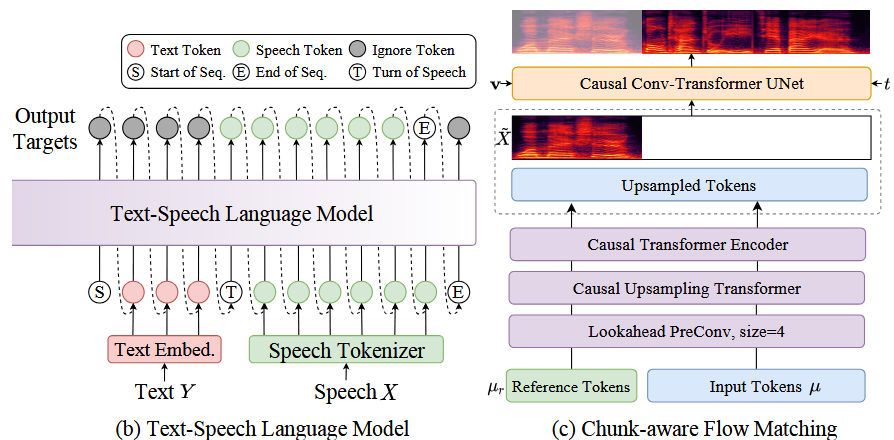 Text Token
Speech Token
Ignore Token
S Start of Seq.
E End of Seq.
T Turn of Speech
Output
Targets
E
Text-Speech Language Model
S
T
E
Text Embed.
Speech Tokenizer
Text Y
Speech X
(b) Text-Speech Language Model
v
Causal Conv-Transformer UNet
t
X̃
Upsampled Tokens
Causal Transformer Encoder
Causal Upsampling Transformer
Lookahead PreConv, size=4
μr Reference Tokens
Input Tokens μ
(c) Chunk-aware Flow Matching